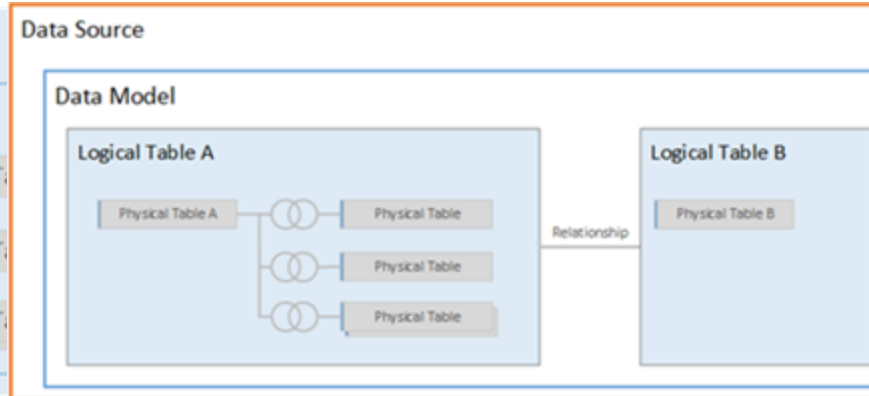 Data Source
Data Model
Logical Table A
Physical Table A
Physical Table
Physical Table
Physical Table
Relationship
Logical Table B
Physical Table B